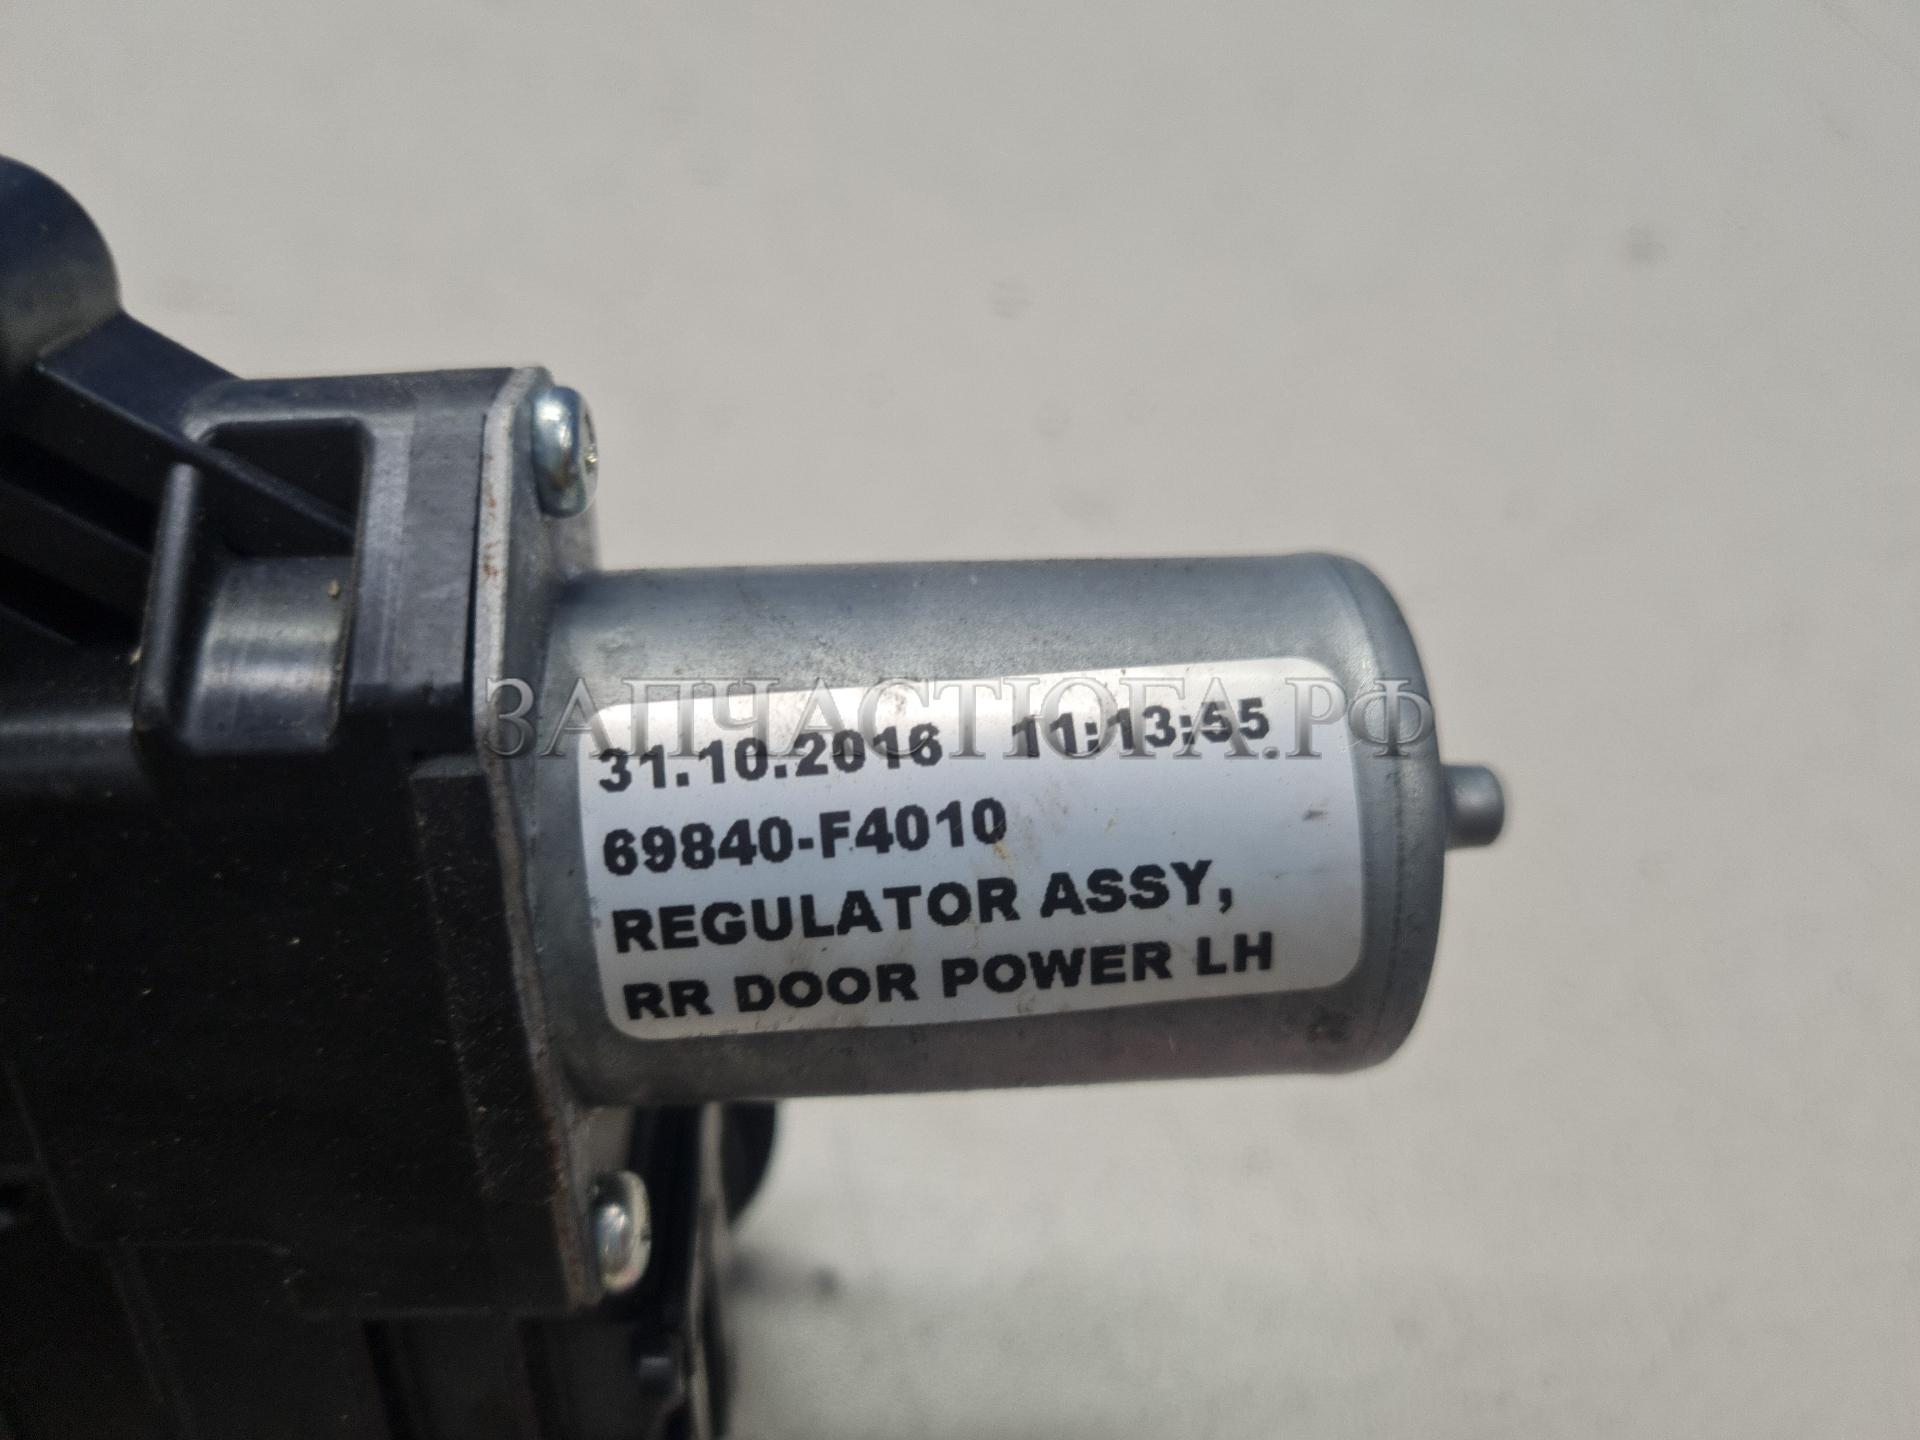 31.10.2016 11:13:55
69840-F4010
REGULATOR ASSY,
RR DOOR POWER LH
ЗАПЧАСТЮГА.РФ